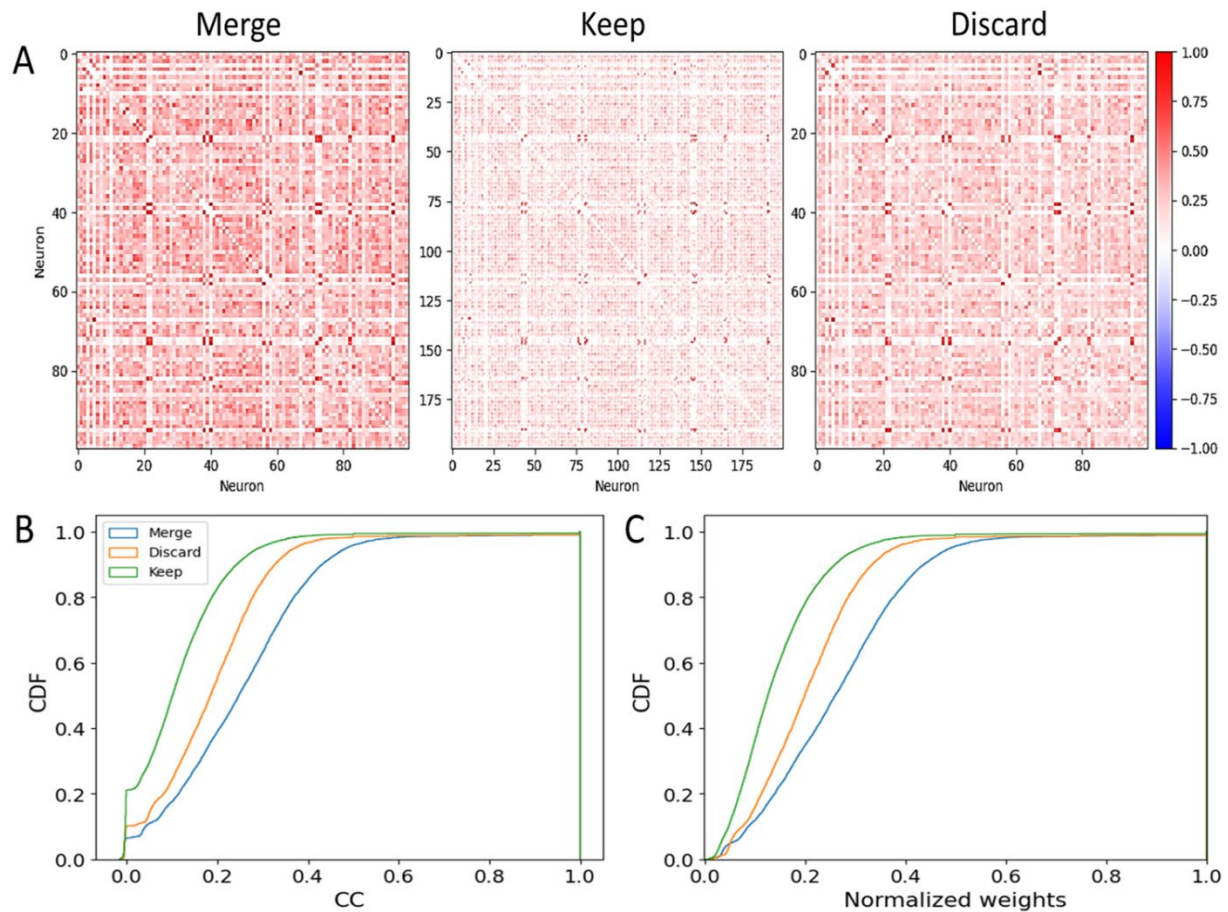 Merge Keep Discard
A
0
20
40
60
80
Neuron
0 20 40 60 80
Neuron
0
25
50
75
100
125
150
175
0 25 50 75 100 125 150 175
Neuron
0
20
40
60
80
0 20 40 60 80
Neuron
1.00
0.75
0.50
0.25
0.00
−0.25
−0.50
−0.75
−1.00
B
1.0
0.8
0.6
0.4
0.2
0.0
CDF
Merge
Discard
Keep
0.0 0.2 0.4 0.6 0.8 1.0
CC
C
1.0
0.8
0.6
0.4
0.2
0.0
CDF
0.0 0.2 0.4 0.6 0.8 1.0
Normalized weights